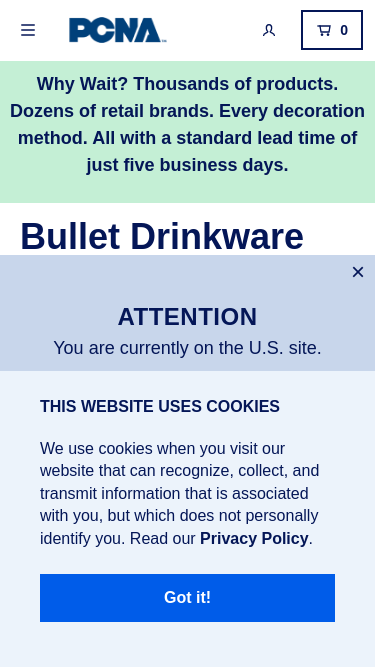 PCNA
0
Why Wait? Thousands of products.
Dozens of retail brands. Every decoration
method. All with a standard lead time of
just five business days.
Bullet Drinkware
×
ATTENTION
You are currently on the U.S. site.
THIS WEBSITE USES COOKIES
We use cookies when you visit our
website that can recognize, collect, and
transmit information that is associated
with you, but which does not personally
identify you. Read our Privacy Policy.
Got it!